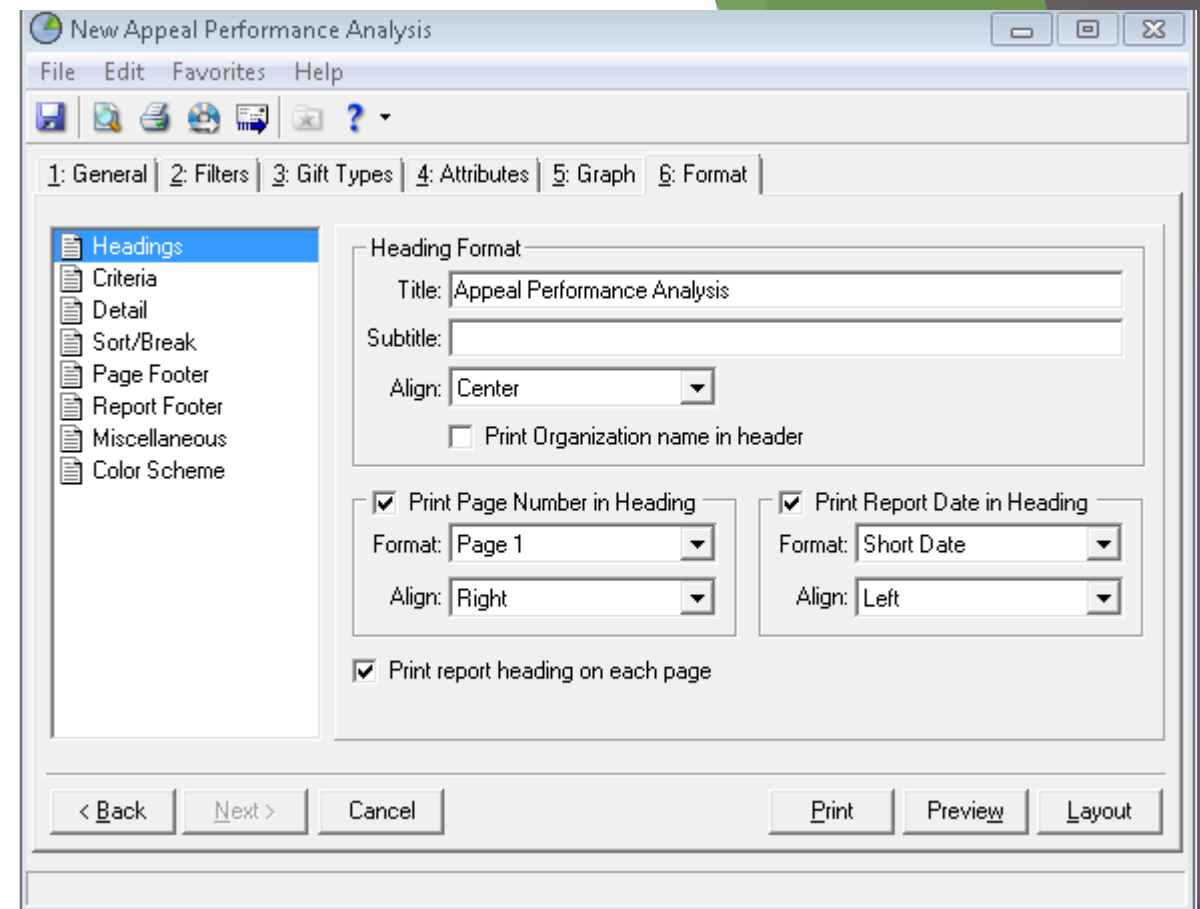 New Appeal Performance Analysis
File Edit Favorites Help
?
1: General 2: Filters 3: Gift Types 4: Attributes 5: Graph 6: Format
Headings
Criteria
Detail
Sort/Break
Page Footer
Report Footer
Miscellaneous
Color Scheme
Heading Format
Title: Appeal Performance Analysis
Subtitle:
Align: Center
Print Organization name in header
Print Page Number in Heading
Format: Page 1
Align: Right
Print Report Date in Heading
Format: Short Date
Align: Left
Print report heading on each page
< Back Next > Cancel Print Preview Layout